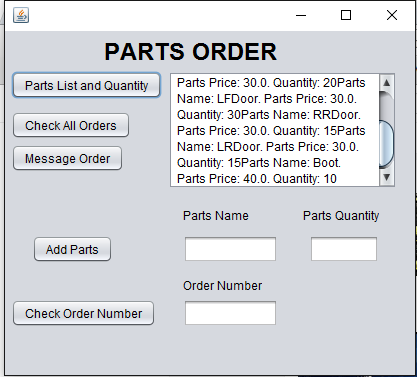 PARTS ORDER
Parts List and Quantity
Parts Price: 30.0. Quantity: 20Parts
Name: LFDoor. Parts Price: 30.0.
Quantity: 30Parts Name: RRDoor.
Parts Price: 30.0. Quantity: 15Parts
Name: LRDoor. Parts Price: 30.0.
Quantity: 15Parts Name: Boot.
Parts Price: 40.0. Quantity: 10
Check All Orders
Message Order
Parts Name
Parts Quantity
Add Parts
Order Number
Check Order Number